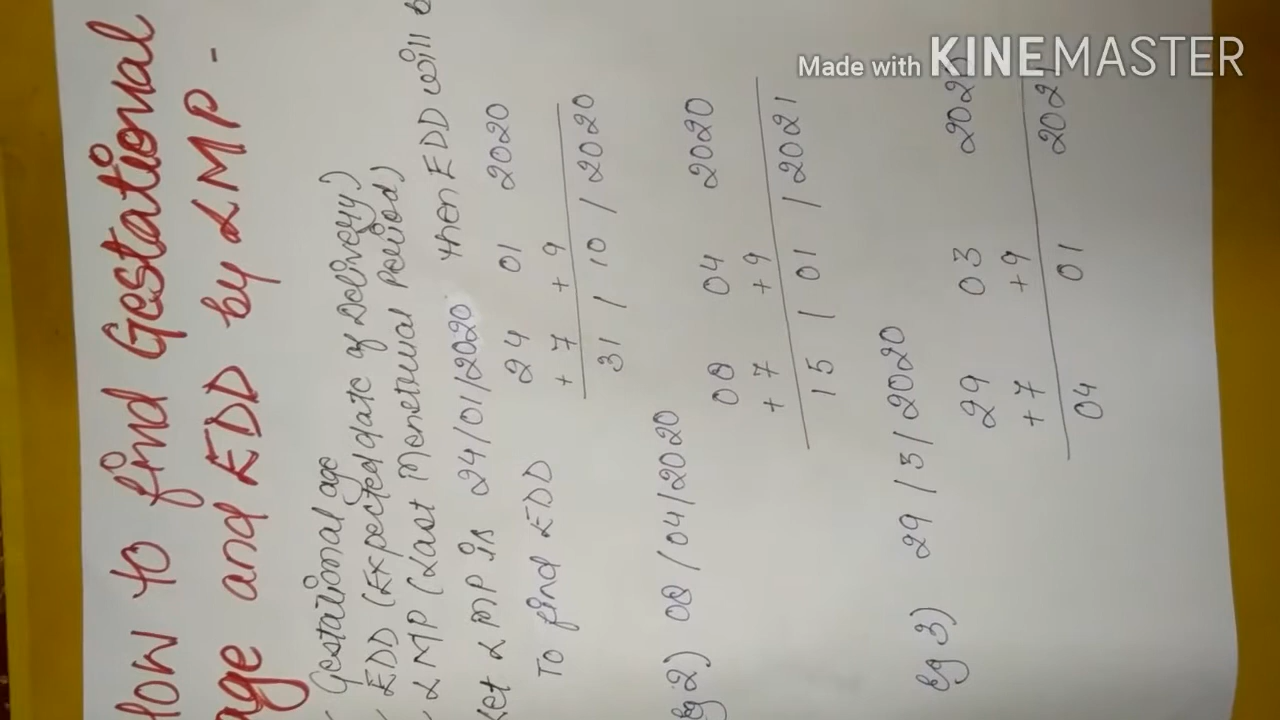 How to find Gestational
age and EDD by LMP -
Gestational age
EDD (Expected date of Delivery)
LMP (Last Menstrual Period)
Let LMP is 24/01/2020 then EDD will b
To find EDD
24 01 2020
+ 7 + 9
31 / 10 / 2020
Eg 2) 08/04/2020
08 04 2020
+ 7 + 9
15 / 01 / 2021
Eg 3) 29/3/2020
29 03 202
+7 +9
04 01 202
Made with KINEMASTER